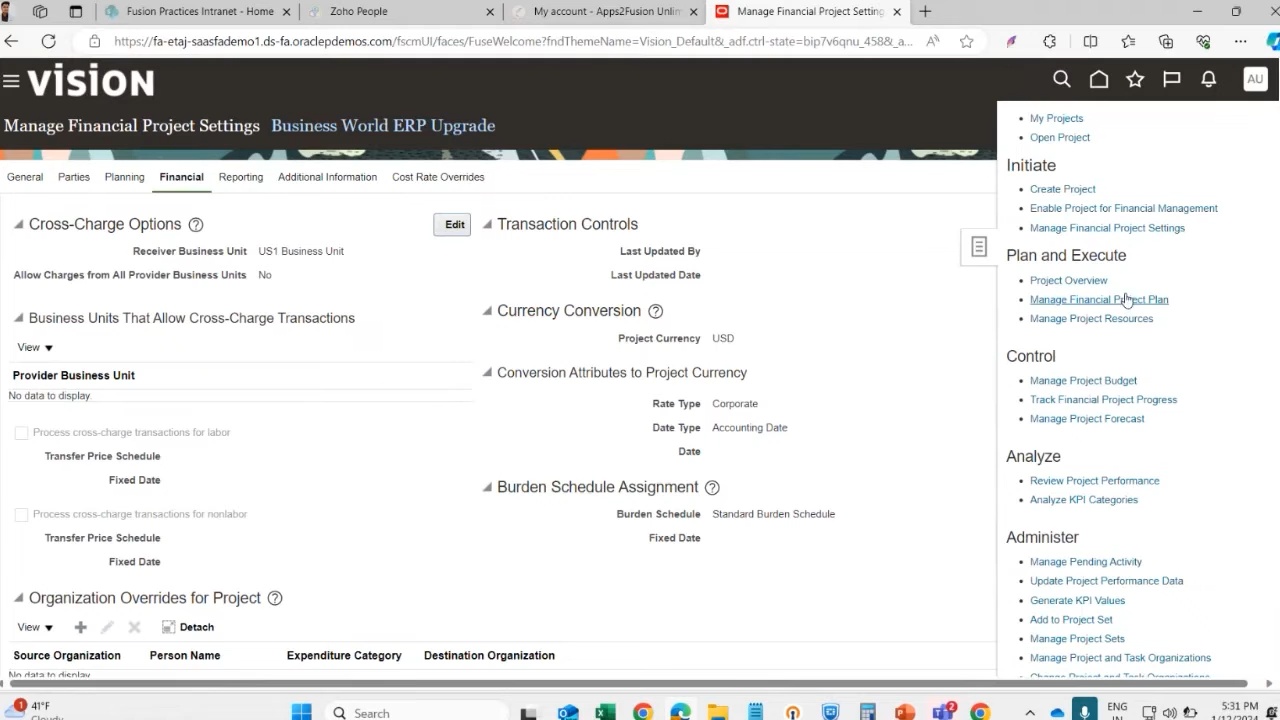 Fusion Practices Intranet - Home
Zoho People
My account - Apps2Fusion Unlim
Manage Financial Project Setting
https://fa-etaj-saasfademo1.ds-fa.oraclepdemos.com/fscmUI/faces/FuseWelcome?fndThemeName=Vision_Default&_adf.ctrl-state=bip7v6qnu_458&_a...
vision
AU
Manage Financial Project Settings Business World ERP Upgrade
General Parties Planning Financial Reporting Additional Information Cost Rate Overrides
Cross-Charge Options
Edit
Receiver Business Unit US1 Business Unit
Allow Charges from All Provider Business Units No
Business Units That Allow Cross-Charge Transactions
View
Provider Business Unit
No data to display.
Process cross-charge transactions for labor
Transfer Price Schedule
Fixed Date
Process cross-charge transactions for nonlabor
Transfer Price Schedule
Fixed Date
Organization Overrides for Project
View
Detach
Source Organization Person Name Expenditure Category Destination Organization
No data to display.
Transaction Controls
Last Updated By
Last Updated Date
Currency Conversion
Project Currency USD
Conversion Attributes to Project Currency
Rate Type Corporate
Date Type Accounting Date
Date
Burden Schedule Assignment
Burden Schedule Standard Burden Schedule
Fixed Date
My Projects
Open Project
Initiate
Create Project
Enable Project for Financial Management
Manage Financial Project Settings
Plan and Execute
Project Overview
Manage Financial Project Plan
Manage Project Resources
Control
Manage Project Budget
Track Financial Project Progress
Manage Project Forecast
Analyze
Review Project Performance
Analyze KPI Categories
Administer
Manage Pending Activity
Update Project Performance Data
Generate KPI Values
Add to Project Set
Manage Project Sets
Manage Project and Task Organizations
Change Project and Task Organizations
1
41°F
Cloudy
Search
2
ENG
IN
5:31 PM
1/12/2024